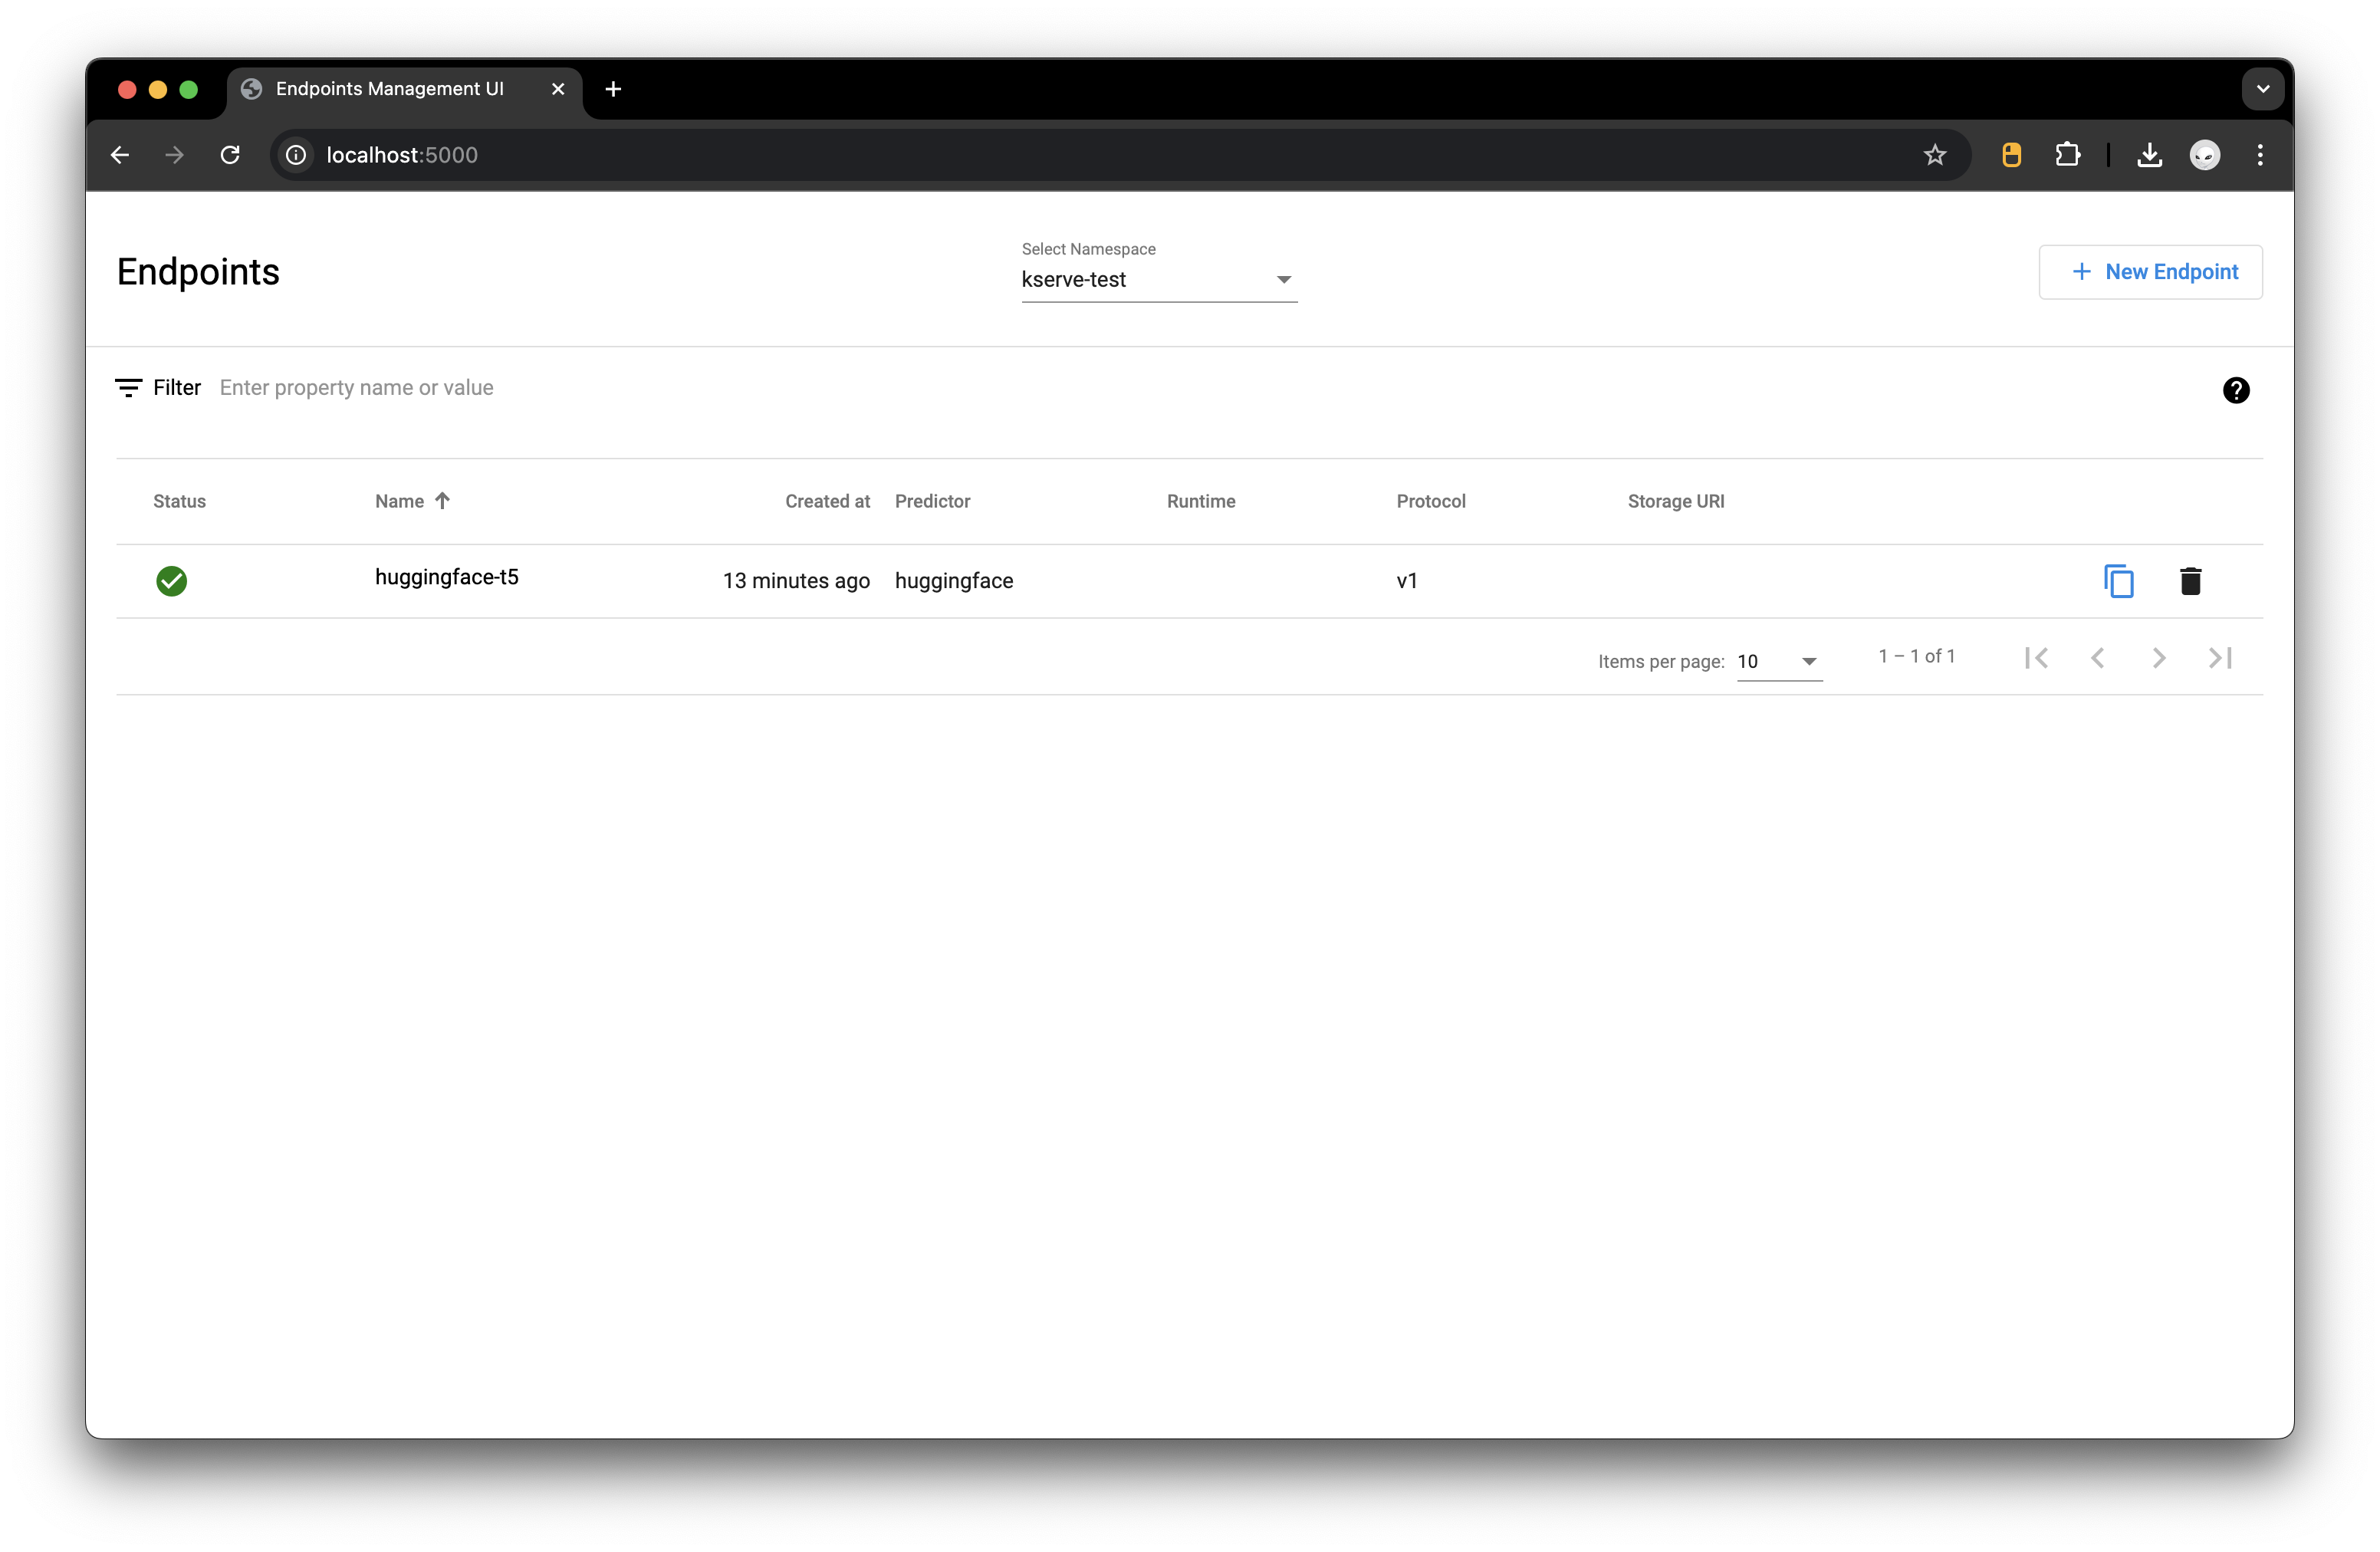 Endpoints Management UI
localhost:5000
Endpoints
Select Namespace
kserve-test
New Endpoint
Filter Enter property name or value
Status Name Created at Predictor Runtime Protocol Storage URI
huggingface-t5 13 minutes ago huggingface v1
Items per page: 10 1 – 1 of 1